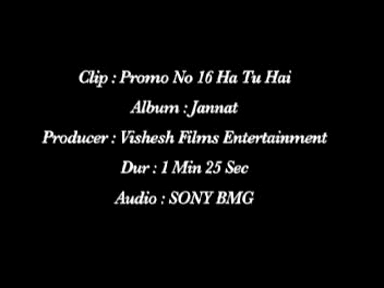 Clip : Promo No 16 Ha Tu Hai
Album : Jannat
Producer : Vishesh Films Entertainment
Dur : 1 Min 25 Sec
Audio : SONY BMG